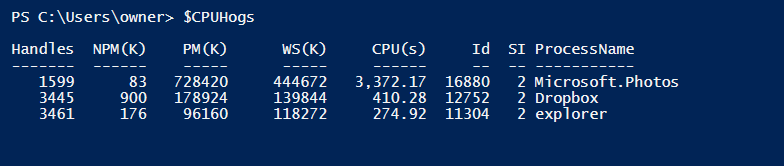 PS C:\Users\owner> $CPUHogs
Handles NPM(K) PM(K) WS(K) CPU(s) Id SI ProcessName
------- ------ ----- ----- ------ -- -- -----------
1599 83 728420 444672 3,372.17 16880 2 Microsoft.Photos
3445 900 178924 139844 410.28 12752 2 Dropbox
3461 176 96160 118272 274.92 11304 2 explorer